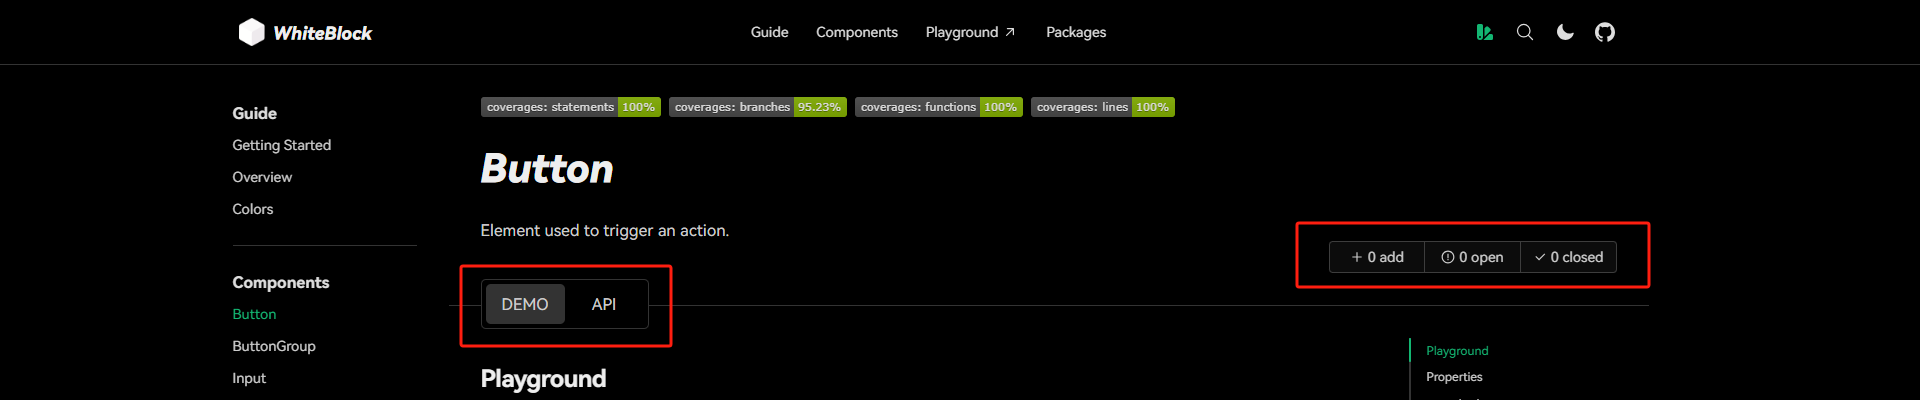 WhiteBlock
Guide Components Playground Packages
Guide
Getting Started
Overview
Colors
Components
Button
ButtonGroup
Input
coverages: statements 100% coverages: branches 95.23% coverages: functions 100% coverages: lines 100%
Button
Element used to trigger an action.
0 add 0 open 0 closed
DEMO API
Playground
Playground
Properties